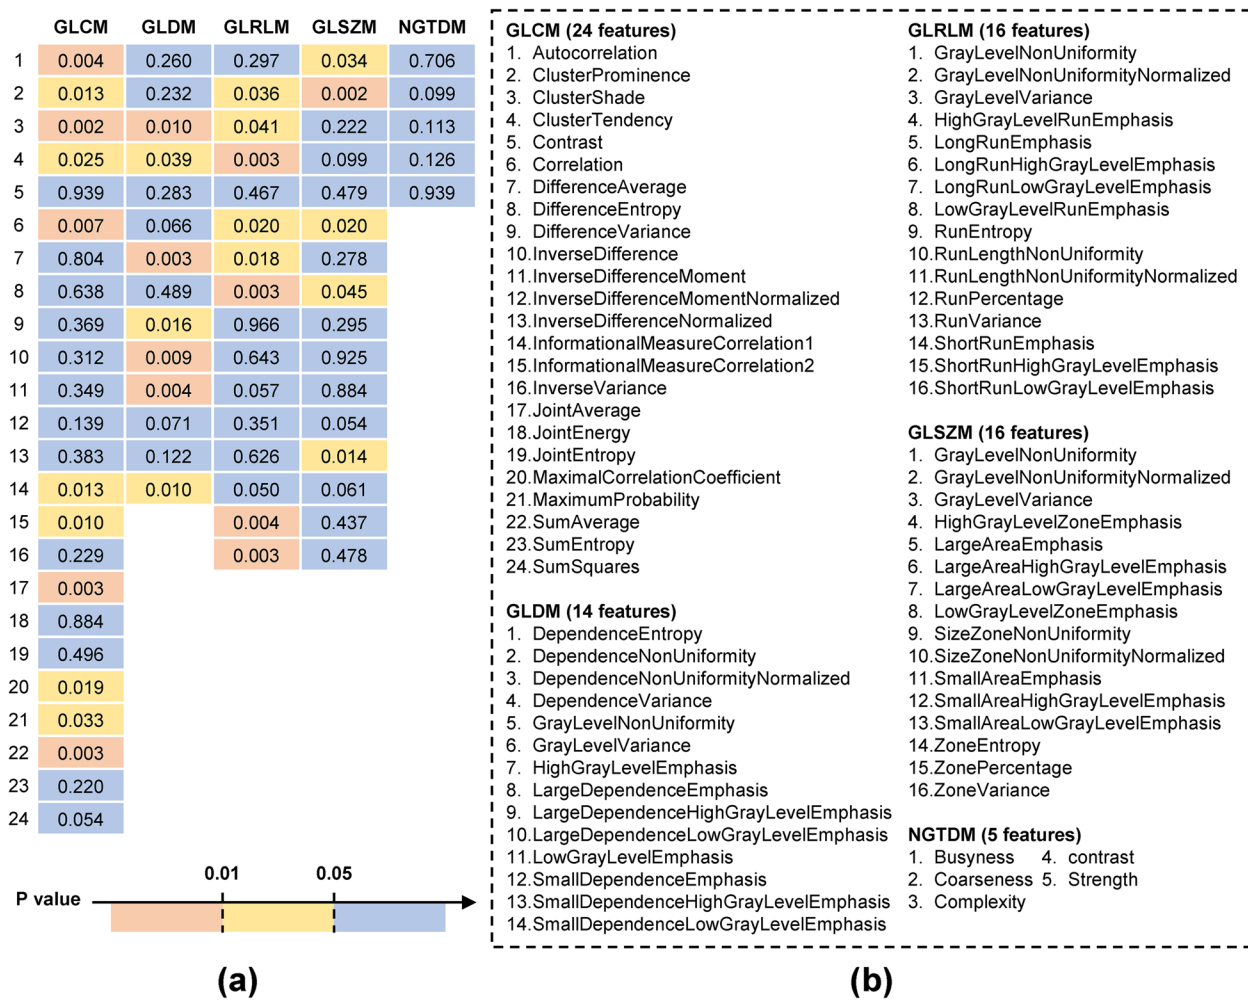 GLCM GLDM GLRLM GLSZM NGTDM
1 0.004 0.260 0.297 0.034 0.706
2 0.013 0.232 0.036 0.002 0.099
3 0.002 0.010 0.041 0.222 0.113
4 0.025 0.039 0.003 0.099 0.126
5 0.939 0.283 0.467 0.479 0.939
6 0.007 0.066 0.020 0.020
7 0.804 0.003 0.018 0.278
8 0.638 0.489 0.003 0.045
9 0.369 0.016 0.966 0.295
10 0.312 0.009 0.643 0.925
11 0.349 0.004 0.057 0.884
12 0.139 0.071 0.351 0.054
13 0.383 0.122 0.626 0.014
14 0.013 0.010 0.050 0.061
15 0.010 0.004 0.437
16 0.229 0.003 0.478
17 0.003
18 0.884
19 0.496
20 0.019
21 0.033
22 0.003
23 0.220
24 0.054
0.01 0.05
P value
(a)
GLCM (24 features)
1. Autocorrelation
2. ClusterProminence
3. ClusterShade
4. ClusterTendency
5. Contrast
6. Correlation
7. DifferenceAverage
8. DifferenceEntropy
9. DifferenceVariance
10.InverseDifference
11.InverseDifferenceMoment
12.InverseDifferenceMomentNormalized
13.InverseDifferenceNormalized
14.InformationalMeasureCorrelation1
15.InformationalMeasureCorrelation2
16.InverseVariance
17.JointAverage
18.JointEnergy
19.JointEntropy
20.MaximalCorrelationCoefficient
21.MaximumProbability
22.SumAverage
23.SumEntropy
24.SumSquares
GLDM (14 features)
1. DependenceEntropy
2. DependenceNonUniformity
3. DependenceNonUniformityNormalized
4. DependenceVariance
5. GrayLevelNonUniformity
6. GrayLevelVariance
7. HighGrayLevelEmphasis
8. LargeDependenceEmphasis
9. LargeDependenceHighGrayLevelEmphasis
10.LargeDependenceLowGrayLevelEmphasis
11.LowGrayLevelEmphasis
12.SmallDependenceEmphasis
13.SmallDependenceHighGrayLevelEmphasis
14.SmallDependenceLowGrayLevelEmphasis
GLRLM (16 features)
1. GrayLevelNonUniformity
2. GrayLevelNonUniformityNormalized
3. GrayLevelVariance
4. HighGrayLevelRunEmphasis
5. LongRunEmphasis
6. LongRunHighGrayLevelEmphasis
7. LongRunLowGrayLevelEmphasis
8. LowGrayLevelRunEmphasis
9. RunEntropy
10.RunLengthNonUniformity
11.RunLengthNonUniformityNormalized
12.RunPercentage
13.RunVariance
14.ShortRunEmphasis
15.ShortRunHighGrayLevelEmphasis
16.ShortRunLowGrayLevelEmphasis
GLSZM (16 features)
1. GrayLevelNonUniformity
2. GrayLevelNonUniformityNormalized
3. GrayLevelVariance
4. HighGrayLevelZoneEmphasis
5. LargeAreaEmphasis
6. LargeAreaHighGrayLevelEmphasis
7. LargeAreaLowGrayLevelEmphasis
8. LowGrayLevelZoneEmphasis
9. SizeZoneNonUniformity
10.SizeZoneNonUniformityNormalized
11.SmallAreaEmphasis
12.SmallAreaHighGrayLevelEmphasis
13.SmallAreaLowGrayLevelEmphasis
14.ZoneEntropy
15.ZonePercentage
16.ZoneVariance
NGTDM (5 features)
1. Busyness 4. contrast
2. Coarseness 5. Strength
3. Complexity
(b)